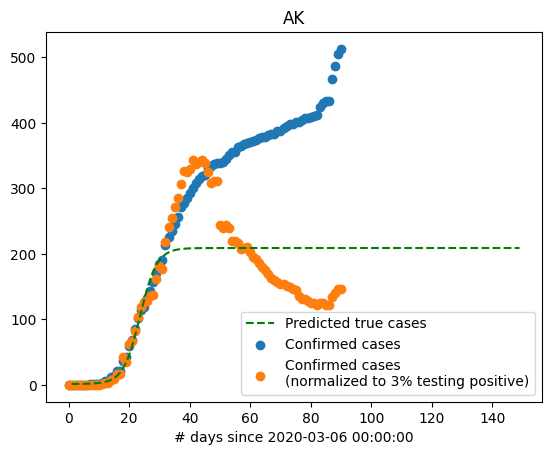 AK
500
400
300
200
100
0
0 20 40 60 80 100 120 140
# days since 2020-03-06 00:00:00
Predicted true cases
Confirmed cases
Confirmed cases
(normalized to 3% testing positive)